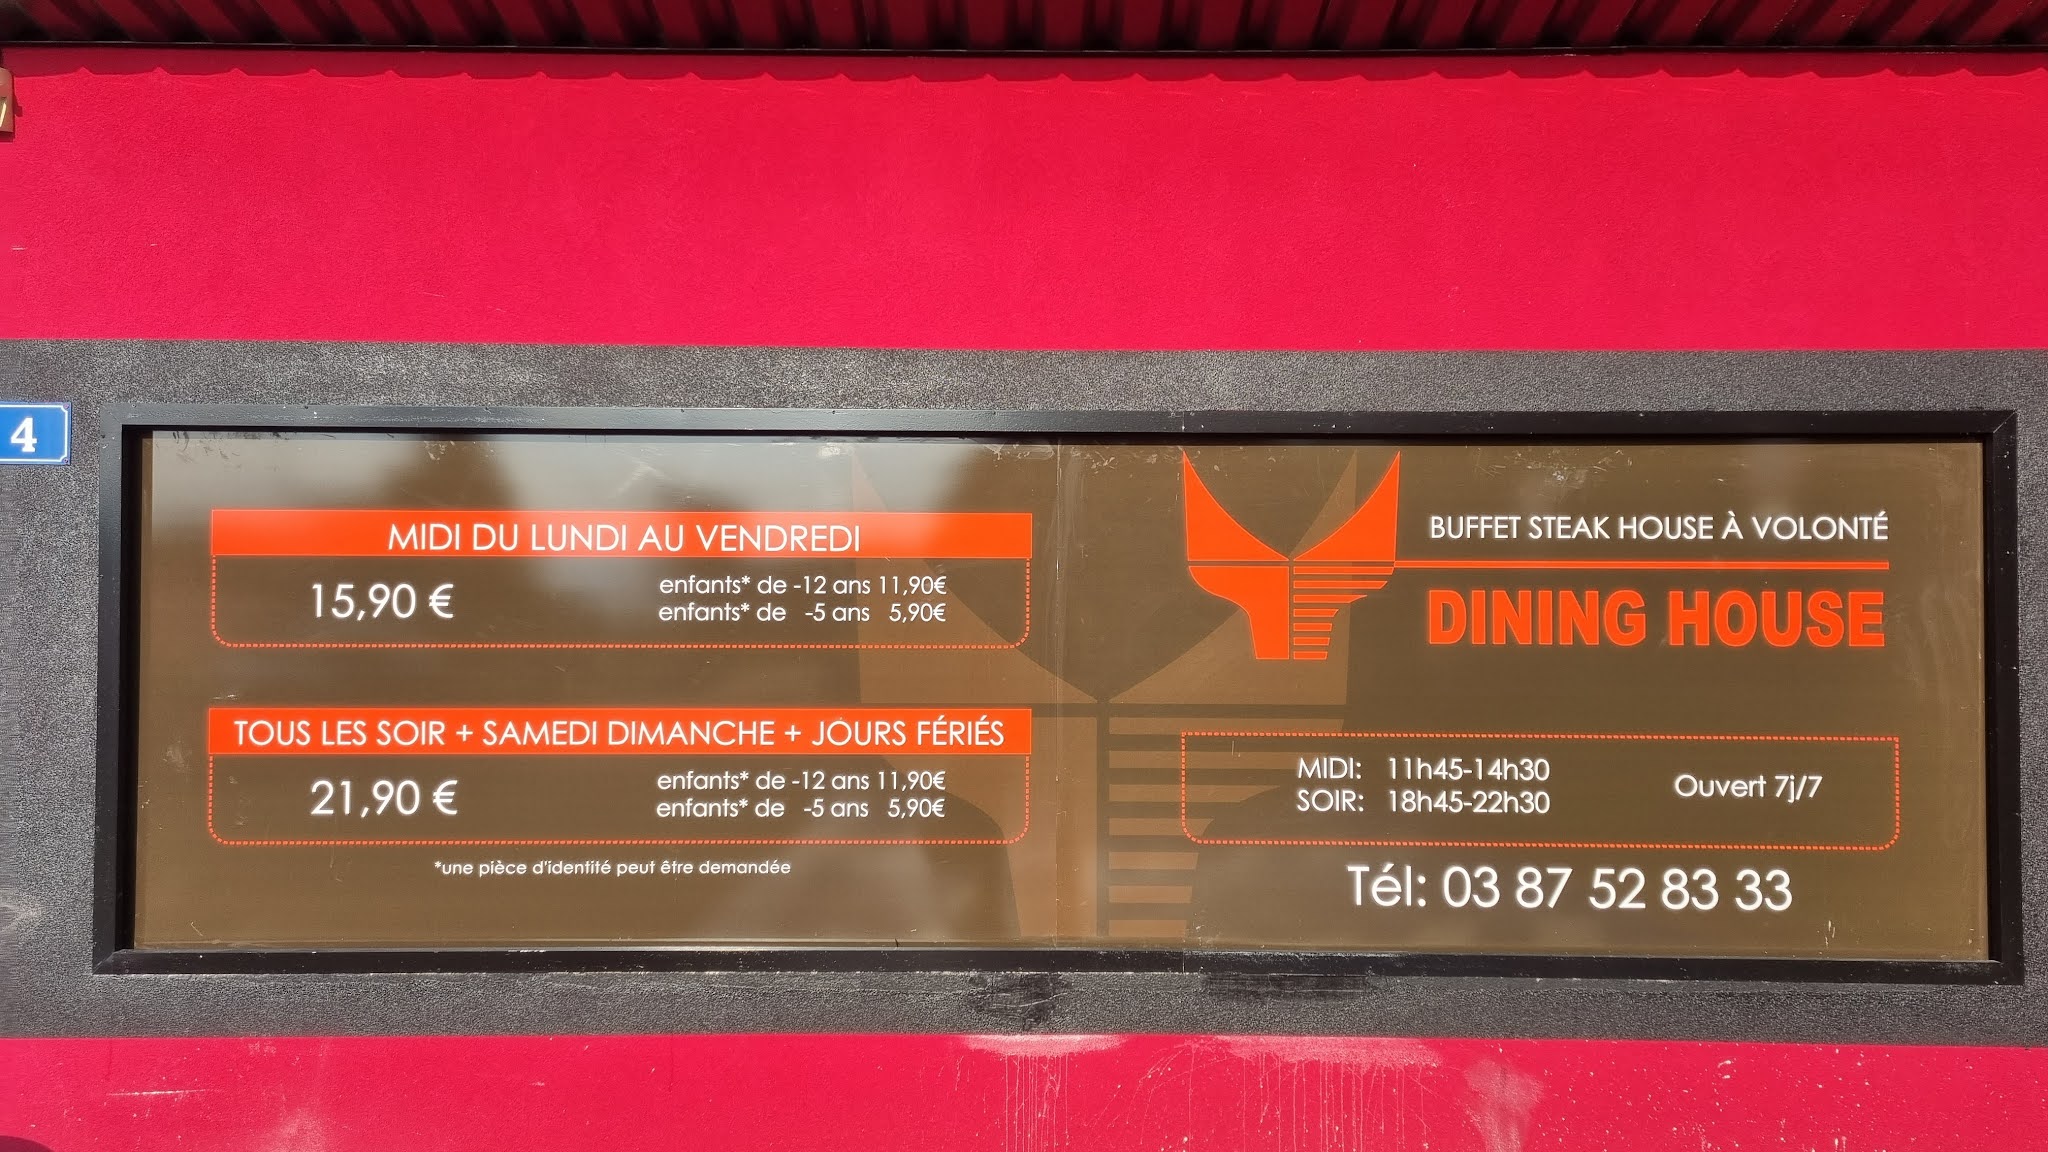 4
MIDI DU LUNDI AU VENDREDI
15,90 €
enfants* de -12 ans 11,90€
enfants* de -5 ans 5,90€
TOUS LES SOIR + SAMEDI DIMANCHE + JOURS FÉRIÉS
21,90 €
enfants* de -12 ans 11,90€
enfants* de -5 ans 5,90€
*une pièce d'identité peut être demandée
BUFFET STEAK HOUSE À VOLONTÉ
DINING HOUSE
MIDI: 11h45-14h30
SOIR: 18h45-22h30
Ouvert 7j/7
Tél: 03 87 52 83 33